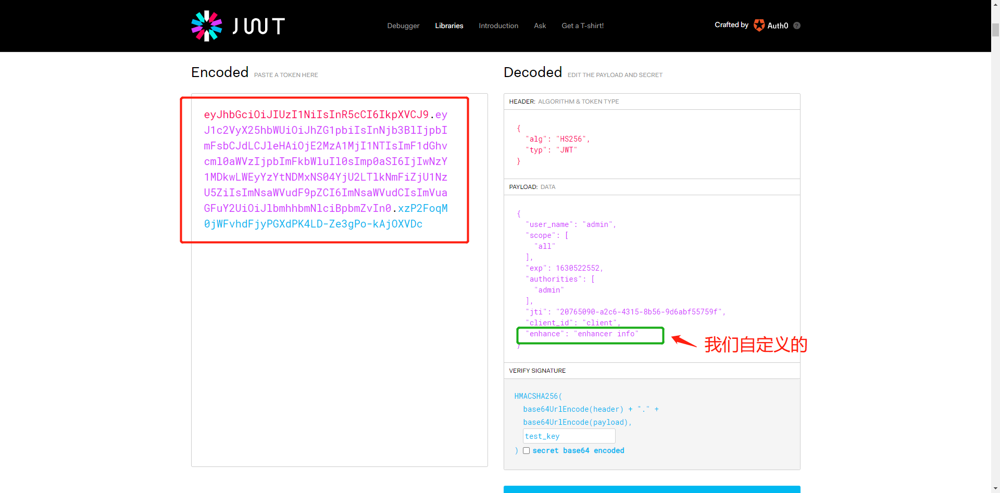 JWT
Debugger
Libraries
Introduction
Ask
Get a T-shirt!
Crafted by
Auth0
?
Encoded PASTE A TOKEN HERE
eyJhbGciOiJIUzI1NiIsInR5cCI6IkpXVCJ9.ey
J1c2VyX25hbWUiOiJhZG1pbiIsInNjb3BlIjpbI
mFsbCJdLCJleHAiOjE2MzA1MjI1NTIsImF1dGhv
cml0aWVzIjpbImFkbWluIl0sImp0aSI6IjIwNzY
1MDkwLWEyYzYtNDMxNS04YjU2LTlkNmFiZjU1Nz
U5ZiIsImNsaWVudF9pZCI6ImNsaWVudCIsImVua
GFuY2UiOiJlbmhhbmNlciBpbmZvIn0.xzP2FoqM
0jWFvhdFjyPGXdPK4LD-Ze3gPo-kAjOXVDc
Decoded EDIT THE PAYLOAD AND SECRET
HEADER: ALGORITHM & TOKEN TYPE
{
"alg": "HS256",
"typ": "JWT"
}
PAYLOAD: DATA
{
"user_name": "admin",
"scope": [
"all"
],
"exp": 1630522552,
"authorities": [
"admin"
],
"jti": "20765090-a2c6-4315-8b56-9d6abf55759f",
"client_id": "client",
"enhance": "enhancer info"
}
我们自定义的
VERIFY SIGNATURE
HMACSHA256(
base64UrlEncode(header) + "." +
base64UrlEncode(payload),
test_key
) secret base64 encoded